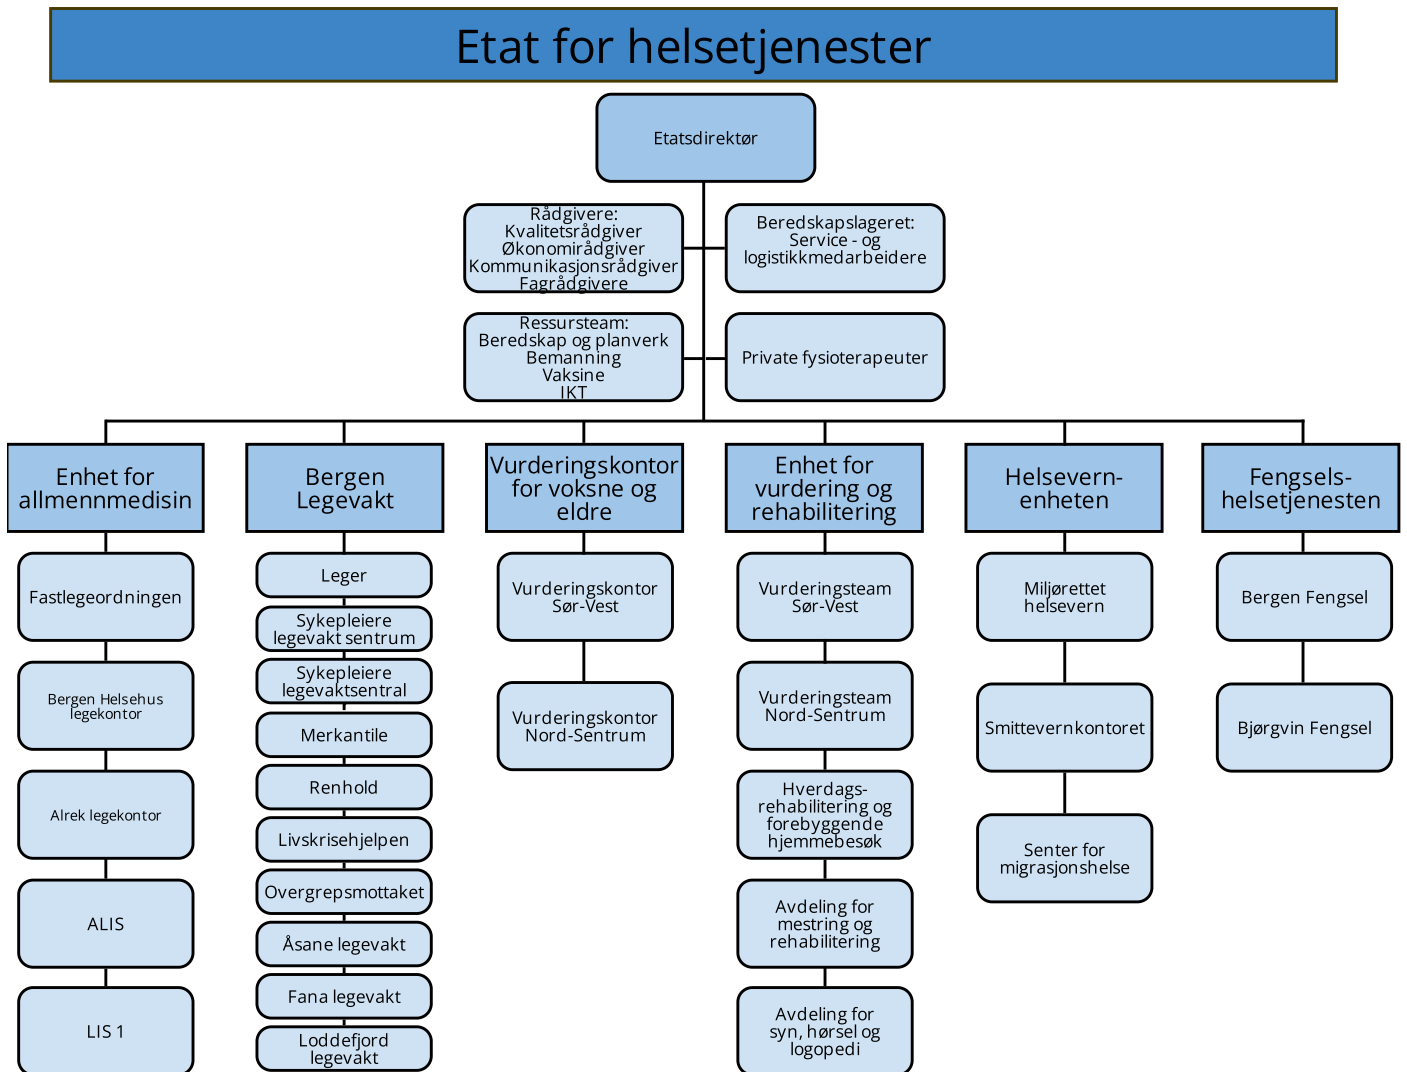 Etat for helsetjenester
Etatsdirektør
Rådgivere:
Kvalitetsrådgiver
Økonomirådgiver
Kommunikasjonsrådgiver
Fagrådgivere
Beredskapslageret:
Service - og
logistikkmedarbeidere
Ressursteam:
Beredskap og planverk
Bemanning
Vaksine
IKT
Private fysioterapeuter
Enhet for
allmennmedisin
Fastlegeordningen
Bergen Helsehus
legekontor
Alrek legekontor
ALIS
LIS 1
Bergen
Legevakt
Leger
Sykepleiere
legevakt sentrum
Sykepleiere
legevaktsentral
Merkantile
Renhold
Livskrisehjelpen
Overgrepsmottaket
Åsane legevakt
Fana legevakt
Loddefjord
legevakt
Vurderingskontor
for voksne og
eldre
Vurderingskontor
Sør-Vest
Vurderingskontor
Nord-Sentrum
Enhet for
vurdering og
rehabilitering
Vurderingsteam
Sør-Vest
Vurderingsteam
Nord-Sentrum
Hverdags-
rehabilitering og
forebyggende
hjemmebesøk
Avdeling for
mestring og
rehabilitering
Avdeling for
syn, hørsel og
logopedi
Helsevern-
enheten
Miljørettet
helsevern
Smittevernkontoret
Senter for
migrasjonshelse
Fengsels-
helsetjenesten
Bergen Fengsel
Bjørgvin Fengsel